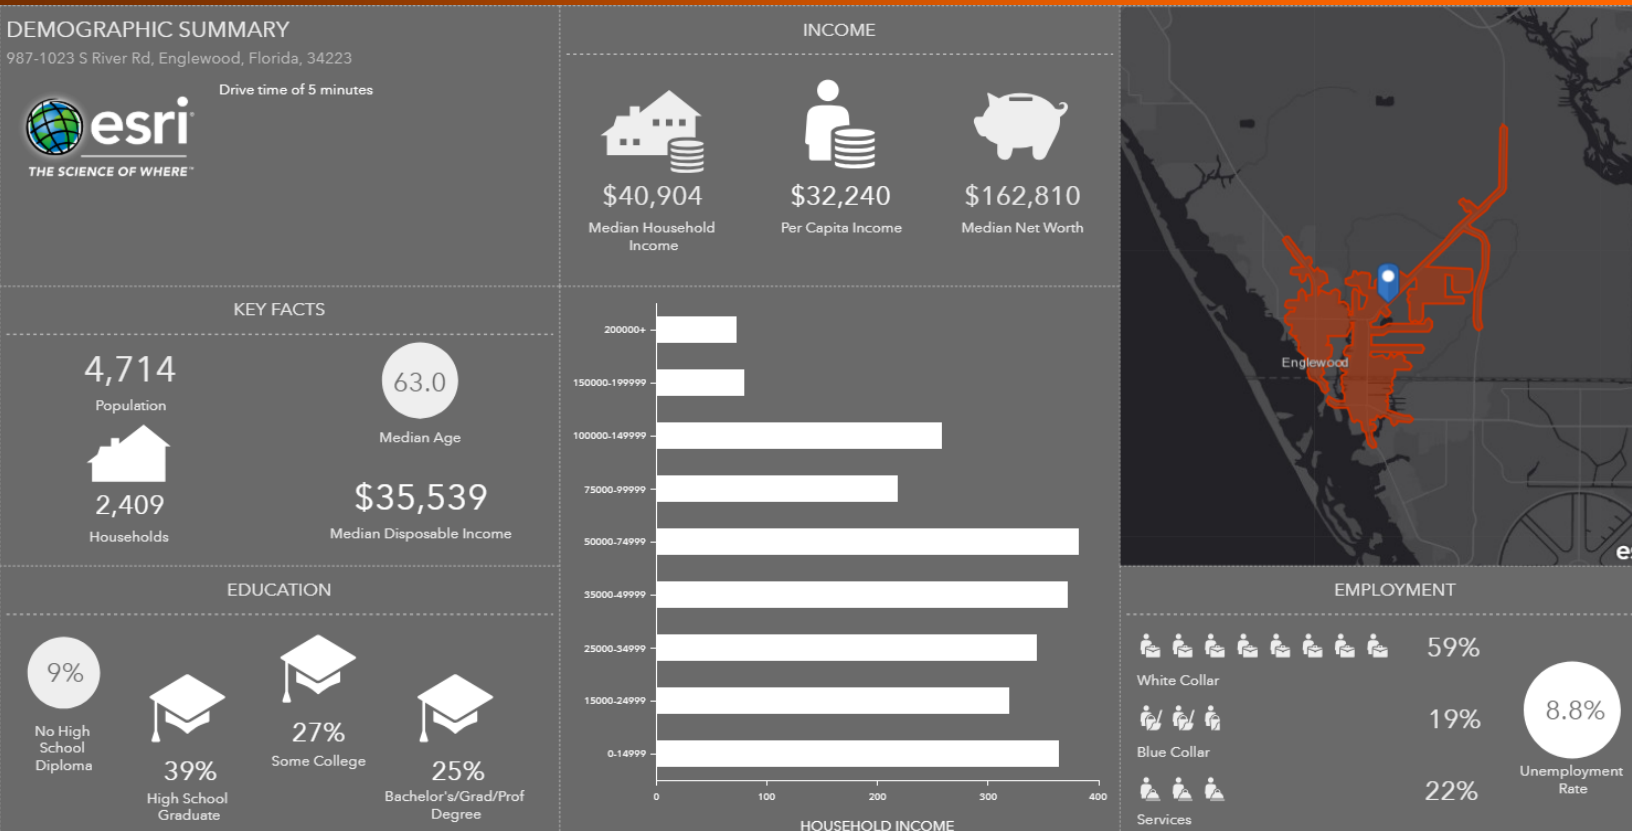 DEMOGRAPHIC SUMMARY
987-1023 S River Rd, Englewood, Florida, 34223
Drive time of 5 minutes
esri
THE SCIENCE OF WHERE™
INCOME
$40,904
Median Household
Income
$32,240
Per Capita Income
$162,810
Median Net Worth
KEY FACTS
4,714
Population
63.0
Median Age
2,409
Households
$35,539
Median Disposable Income
EDUCATION
9%
No High
School
Diploma
39%
High School
Graduate
27%
Some College
25%
Bachelor's/Grad/Prof
Degree
200000+
150000-199999
100000-149999
75000-99999
50000-74999
35000-49999
25000-34999
15000-24999
0-14999
0 100 200 300 400
HOUSEHOLD INCOME
Englewood
es
EMPLOYMENT
59%
White Collar
19%
Blue Collar
22%
Services
8.8%
Unemployment
Rate